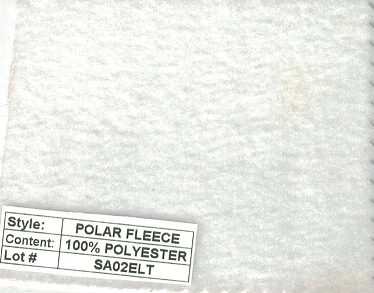 Style: POLAR FLEECE
Content: 100% POLYESTER
Lot # SA02ELT